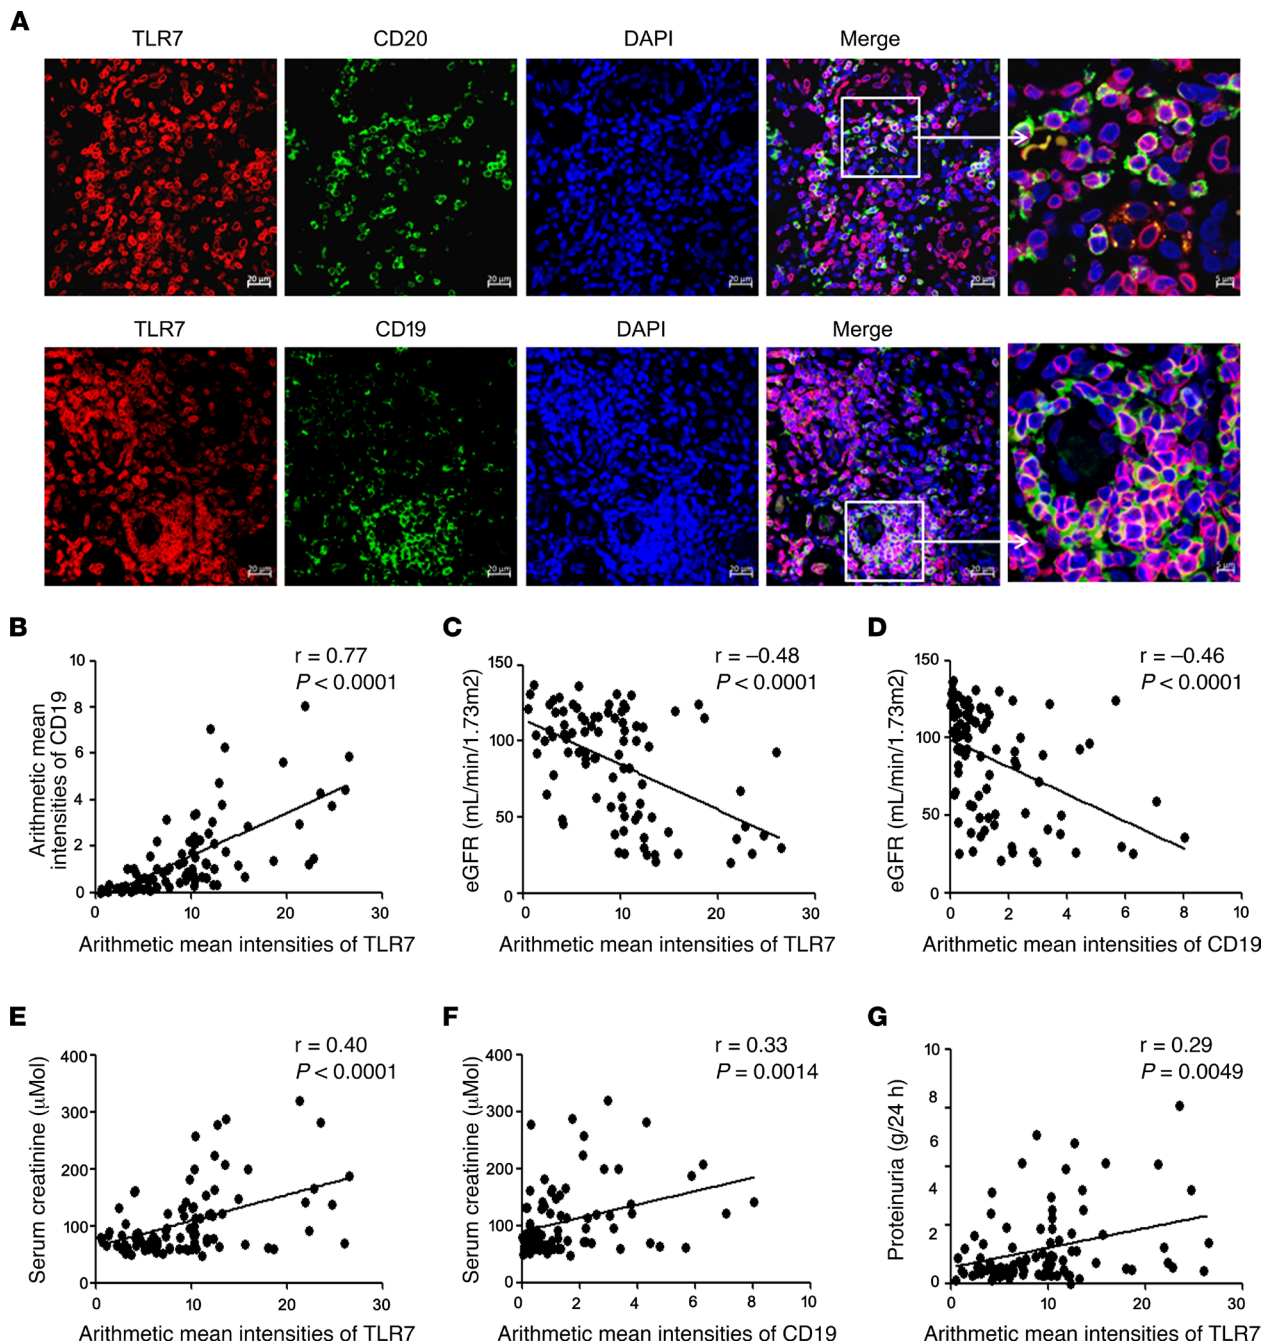 A
TLR7 CD20 DAPI Merge
20 µm 20 µm 20 µm 20 µm 5 µm
TLR7 CD19 DAPI Merge
20 µm 20 µm 20 µm 20 µm 5 µm
B
r = 0.77
P < 0.0001
Arithmetic mean
intensities of CD19
10
8
6
4
2
0
0 10 20 30
Arithmetic mean intensities of TLR7
C
r = –0.48
P < 0.0001
eGFR (mL/min/1.73m2)
150
100
50
0
0 10 20 30
Arithmetic mean intensities of TLR7
D
r = –0.46
P < 0.0001
eGFR (mL/min/1.73m2)
150
100
50
0
0 2 4 6 8 10
Arithmetic mean intensities of CD19
E
r = 0.40
P < 0.0001
Serum creatinine (µMol)
400
300
200
100
0
0 10 20 30
Arithmetic mean intensities of TLR7
F
r = 0.33
P = 0.0014
Serum creatinine (µMol)
400
300
200
100
0
0 2 4 6 8 10
Arithmetic mean intensities of CD19
G
r = 0.29
P = 0.0049
Proteinuria (g/24 h)
10
8
6
4
2
0
0 10 20 30
Arithmetic mean intensities of TLR7